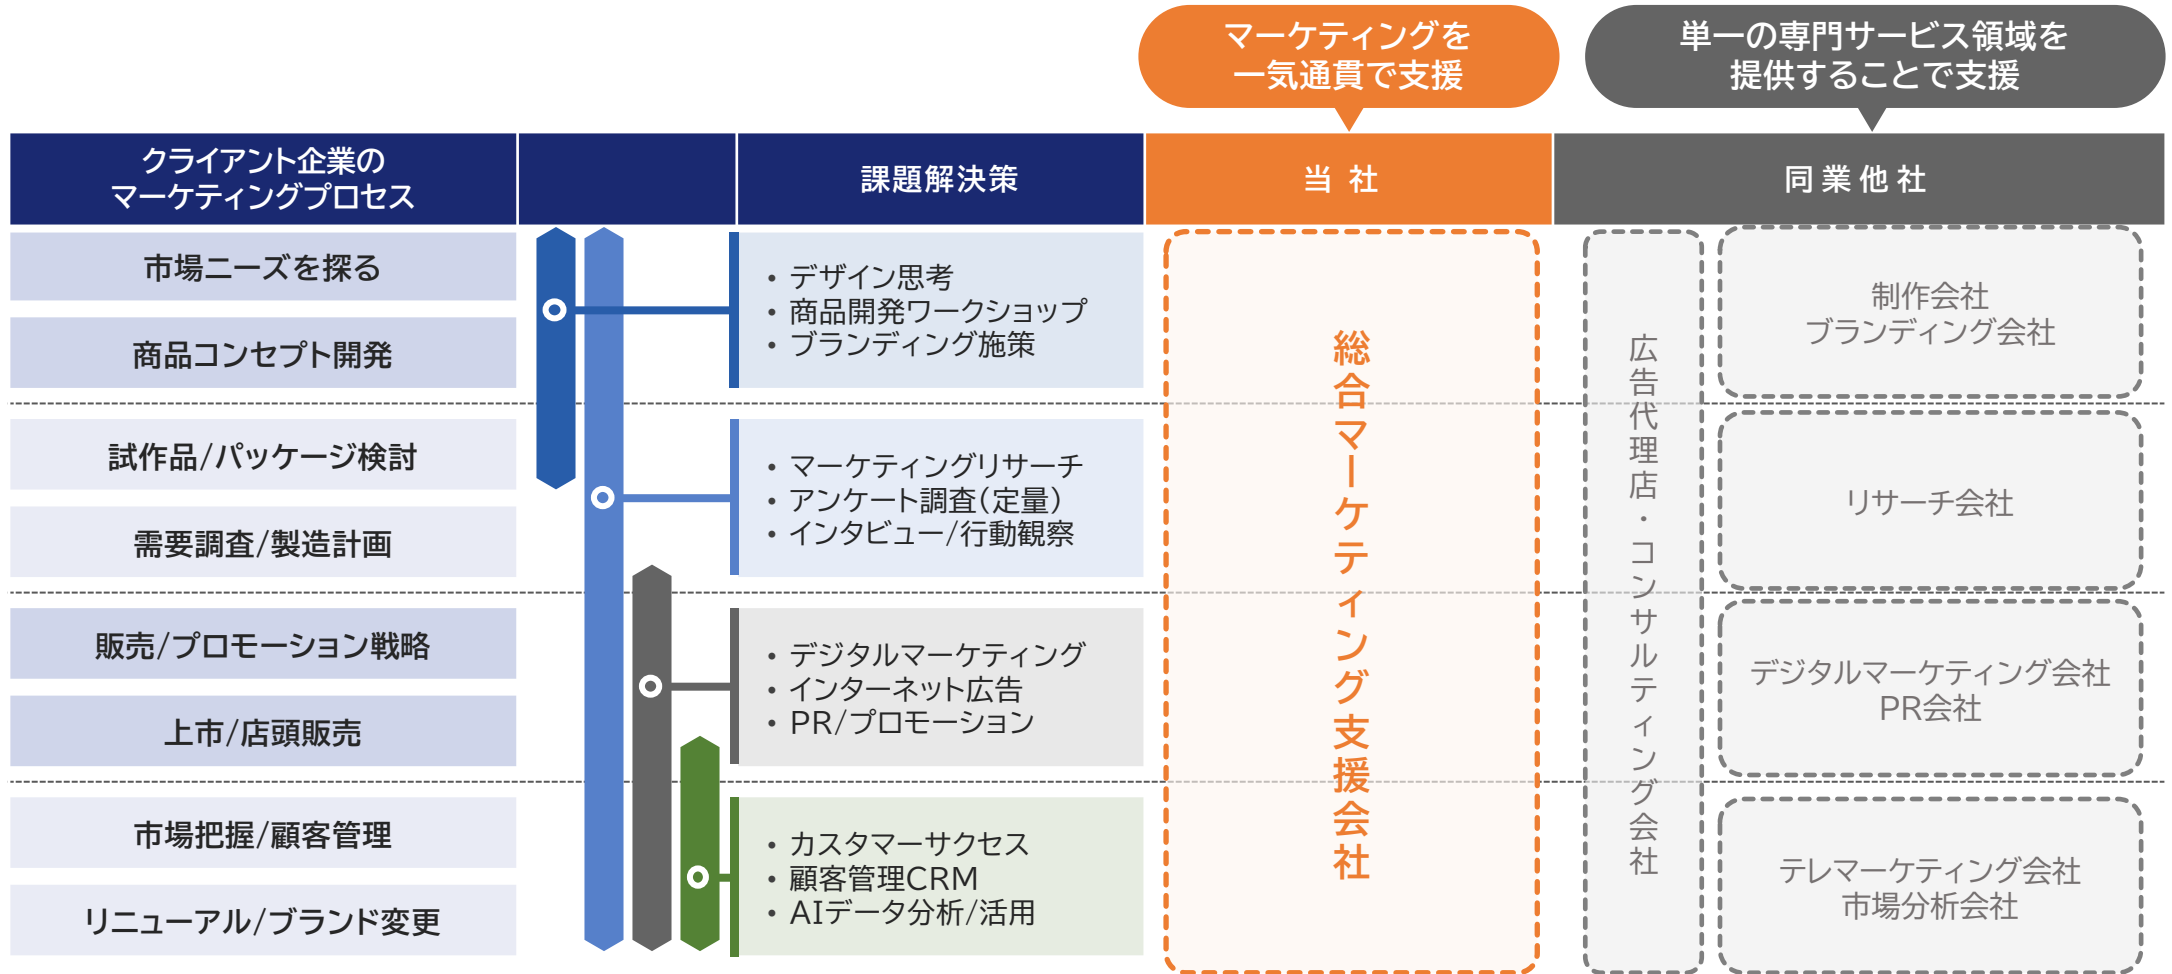 マーケティングを
一気通貫で支援
単一の専門サービス領域を
提供することで支援
クライアント企業の
マーケティングプロセス
課題解決策
当社
同業他社
市場ニーズを探る
商品コンセプト開発
試作品/パッケージ検討
需要調査/製造計画
販売/プロモーション戦略
上市/店頭販売
市場把握/顧客管理
リニューアル/ブランド変更
• デザイン思考
• 商品開発ワークショップ
• ブランディング施策
• マーケティングリサーチ
• アンケート調査（定量）
• インタビュー/行動観察
• デジタルマーケティング
• インターネット広告
• PR/プロモーション
• カスタマーサクセス
• 顧客管理CRM
• AIデータ分析/活用
総合マーケティング支援会社
広告代理店・コンサルティング会社
制作会社
ブランディング会社
リサーチ会社
デジタルマーケティング会社
PR会社
テレマーケティング会社
市場分析会社